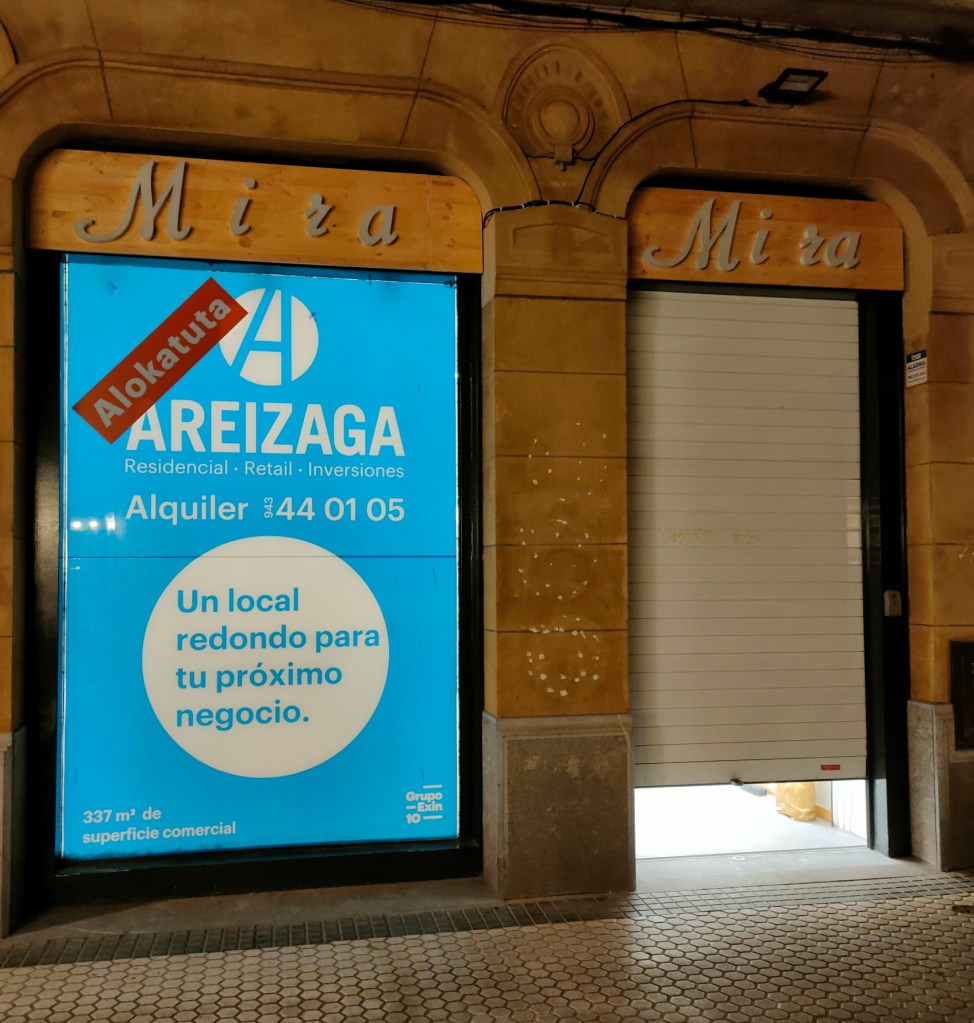 Mira
Mira
Alokatuta
AREIZAGA
Residencial · Retail · Inversiones
Alquiler 943 44 01 05
Un local
redondo para
tu próximo
negocio.
337 m² de
superficie comercial
Grupo
Exin
10
ALARMA